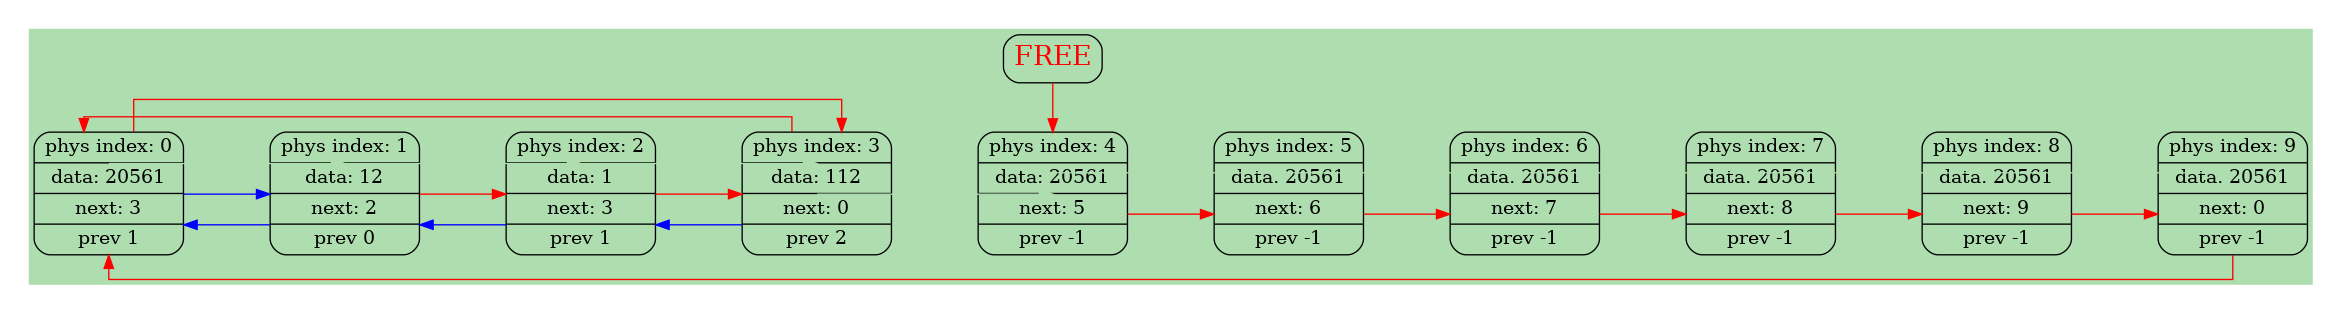 FREE
phys index: 0
data: 20561
next: 3
prev 1
phys index: 1
data: 12
next: 2
prev 0
phys index: 2
data: 1
next: 3
prev 1
phys index: 3
data: 112
next: 0
prev 2
phys index: 4
data: 20561
next: 5
prev -1
phys index: 5
data. 20561
next: 6
prev -1
phys index: 6
data. 20561
next: 7
prev -1
phys index: 7
data. 20561
next: 8
prev -1
phys index: 8
data. 20561
next: 9
prev -1
phys index: 9
data. 20561
next: 0
prev -1